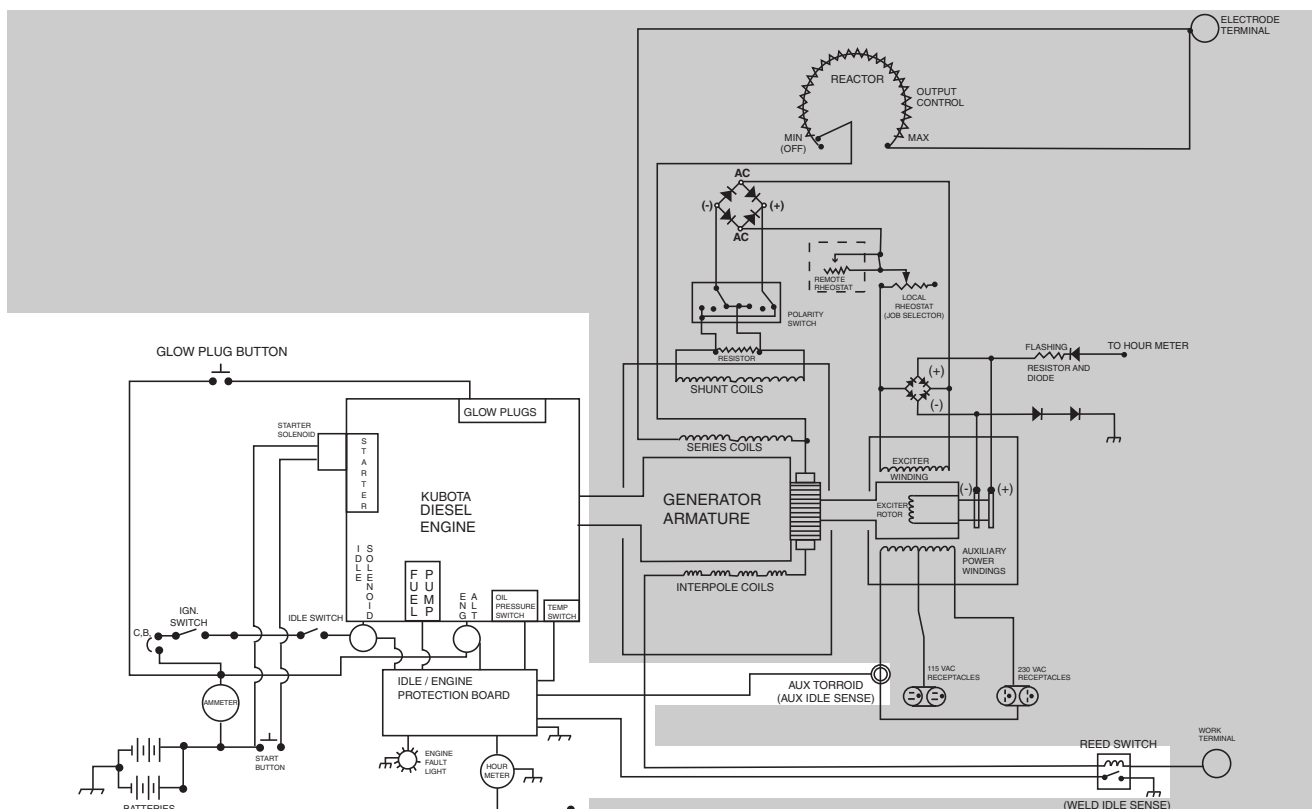 ELECTRODE
TERMINAL
REACTOR
OUTPUT
CONTROL
MIN
(OFF)
MAX
AC
(-)
(+)
AC
REMOTE
RHEOSTAT
LOCAL
RHEOSTAT
(JOB SELECTOR)
POLARITY
SWITCH
RESISTOR
SHUNT COILS
FLASHING
RESISTOR AND
DIODE
TO HOUR METER
(+)
(-)
GLOW PLUG BUTTON
GLOW PLUGS
STARTER
SOLENOID
STARTER
SERIES COILS
EXCITER
WINDING
KUBOTA
DIESEL
ENGINE
GENERATOR
ARMATURE
EXCITER
ROTOR
(-)
(+)
AUXILIARY
POWER
WINDINGS
IDLE
SOLENOID
FUEL
PUMP
ENG
ALT
OIL
PRESSURE
SWITCH
TEMP
SWITCH
INTERPOLE COILS
IGN.
SWITCH
C,B,
IDLE SWITCH
IDLE / ENGINE
PROTECTION BOARD
AUX TORROID
(AUX IDLE SENSE)
115 VAC
RECEPTACLES
230 VAC
RECEPTACLES
AMMETER
START
BUTTON
ENGINE
FAULT
LIGHT
HOUR
METER
REED SWITCH
WORK
TERMINAL
(WELD IDLE SENSE)
BATTERIES